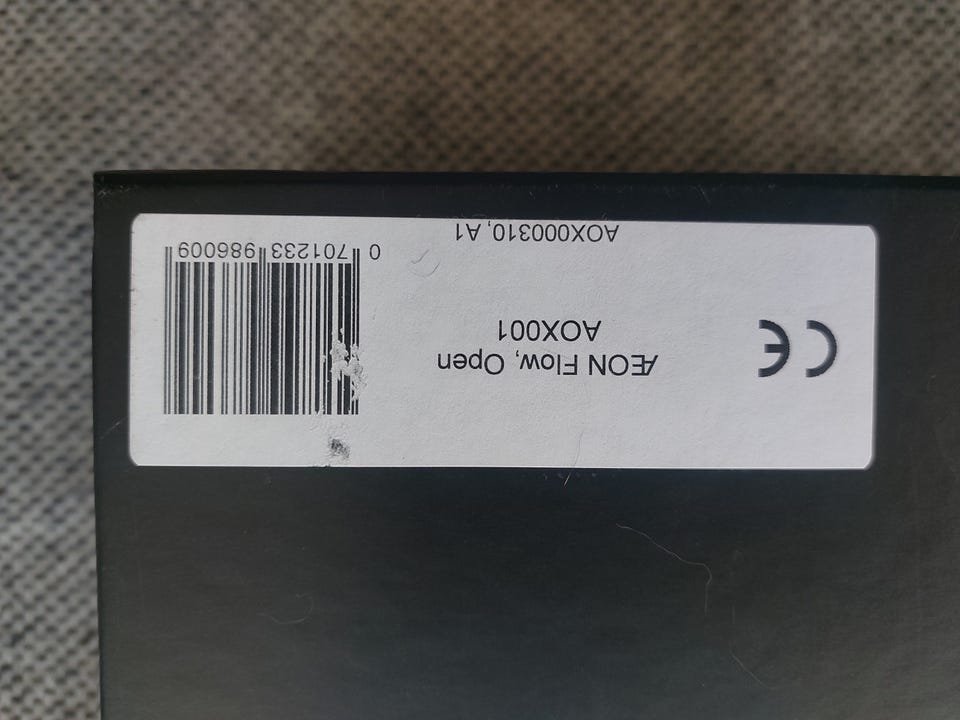 CE
ÆON Flow, Open
AOX001
AOX000310, A1
0 701233 986009